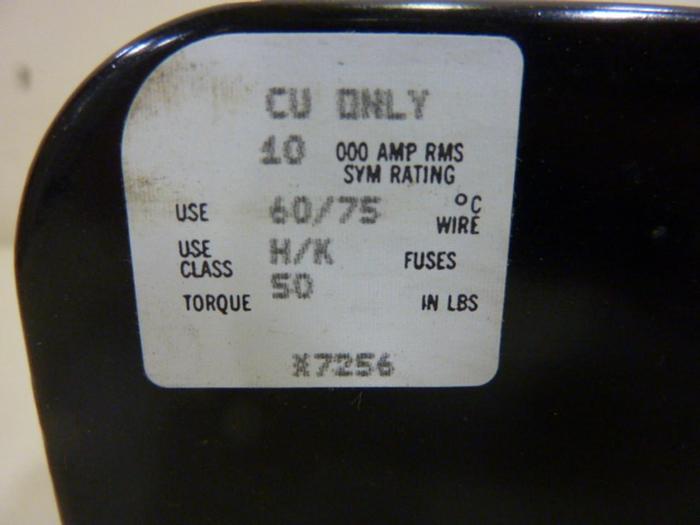 CU ONLY
10 000 AMP RMS
SYM RATING
USE 60/75 °C
WIRE
USE
CLASS H/K FUSES
TORQUE 50 IN LBS
X7256